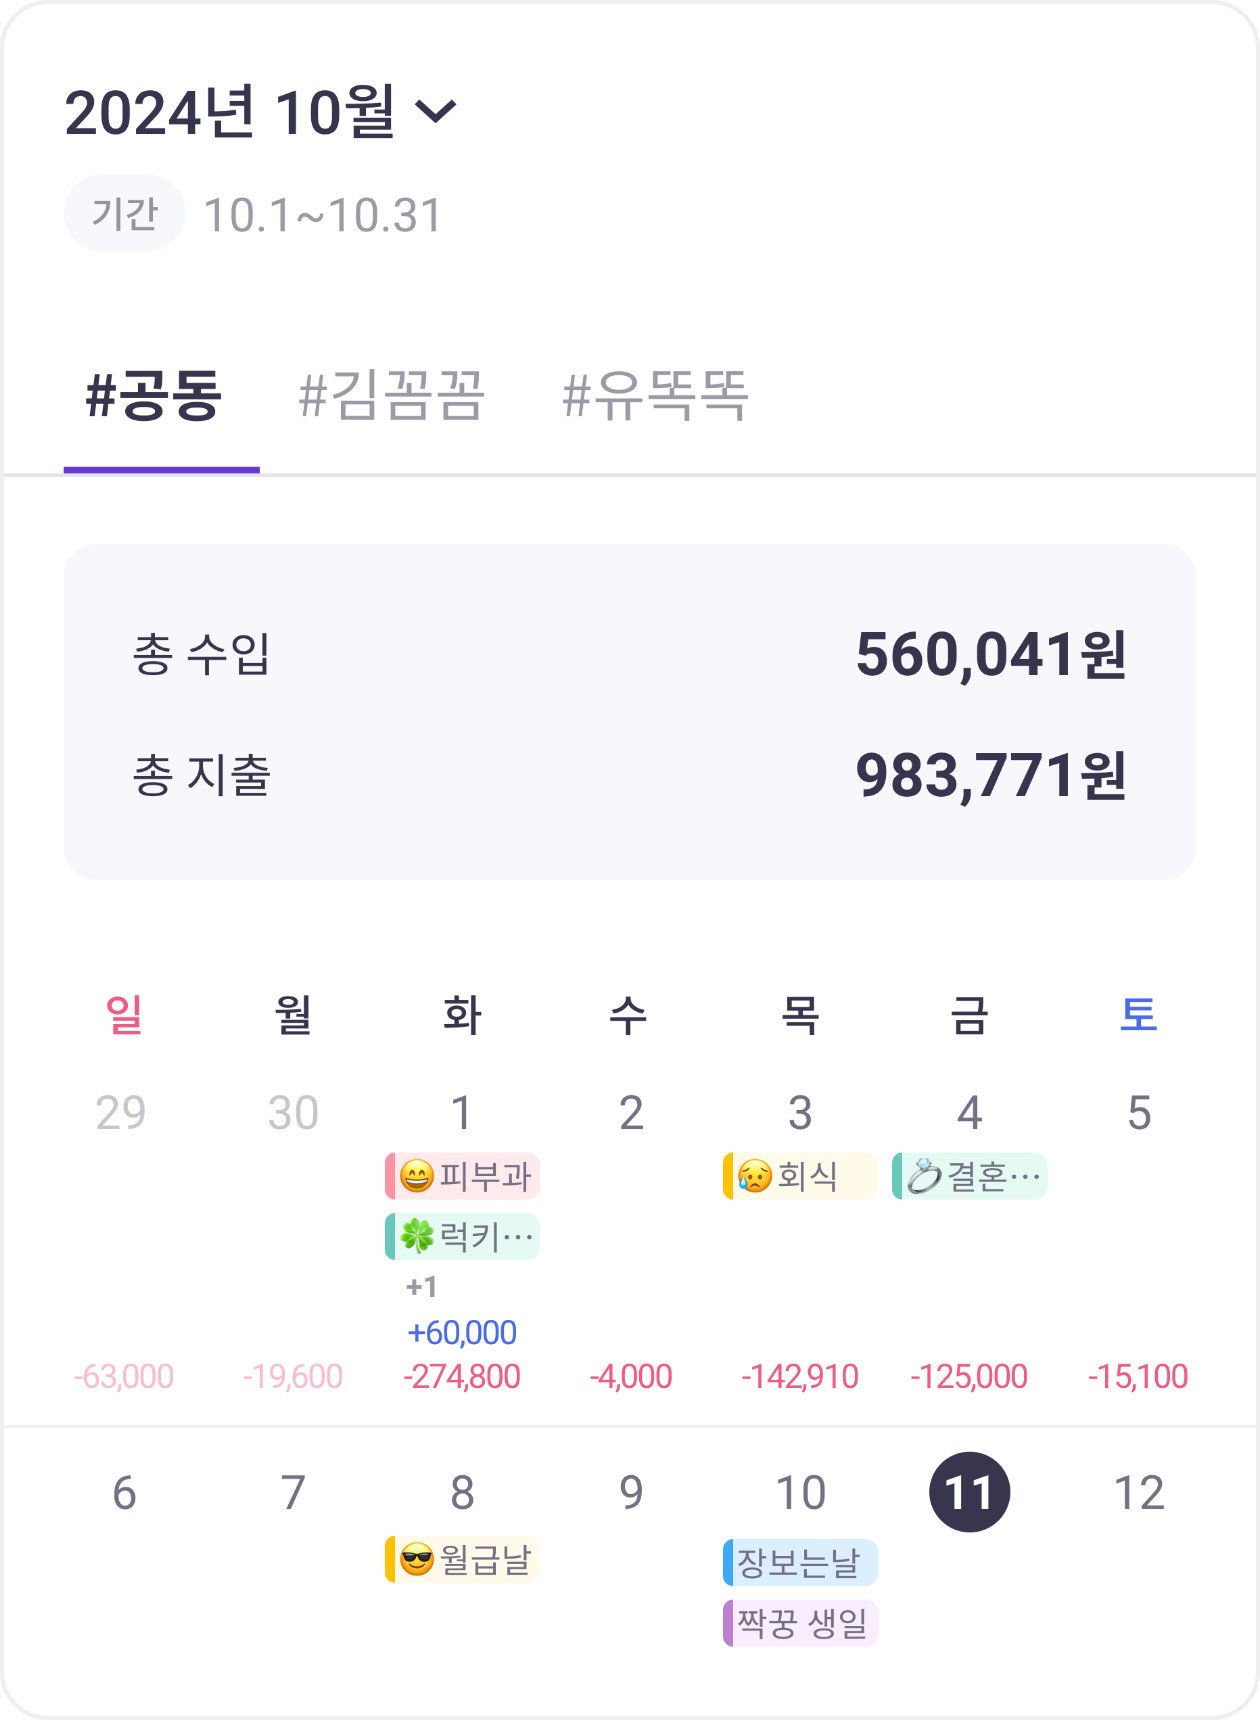 2024년 10월
기간 10.1~10.31
#공동 #김꼼꼼 #유똑똑
총 수입 560,041원
총 지출 983,771원
일 월 화 수 목 금 토
29 30 1 2 3 4 5
피부과 회식 결혼…
럭키…
+1
+60,000
-63,000 -19,600 -274,800 -4,000 -142,910 -125,000 -15,100
6 7 8 9 10 11 12
월급날 장보는날
짝꿍 생일